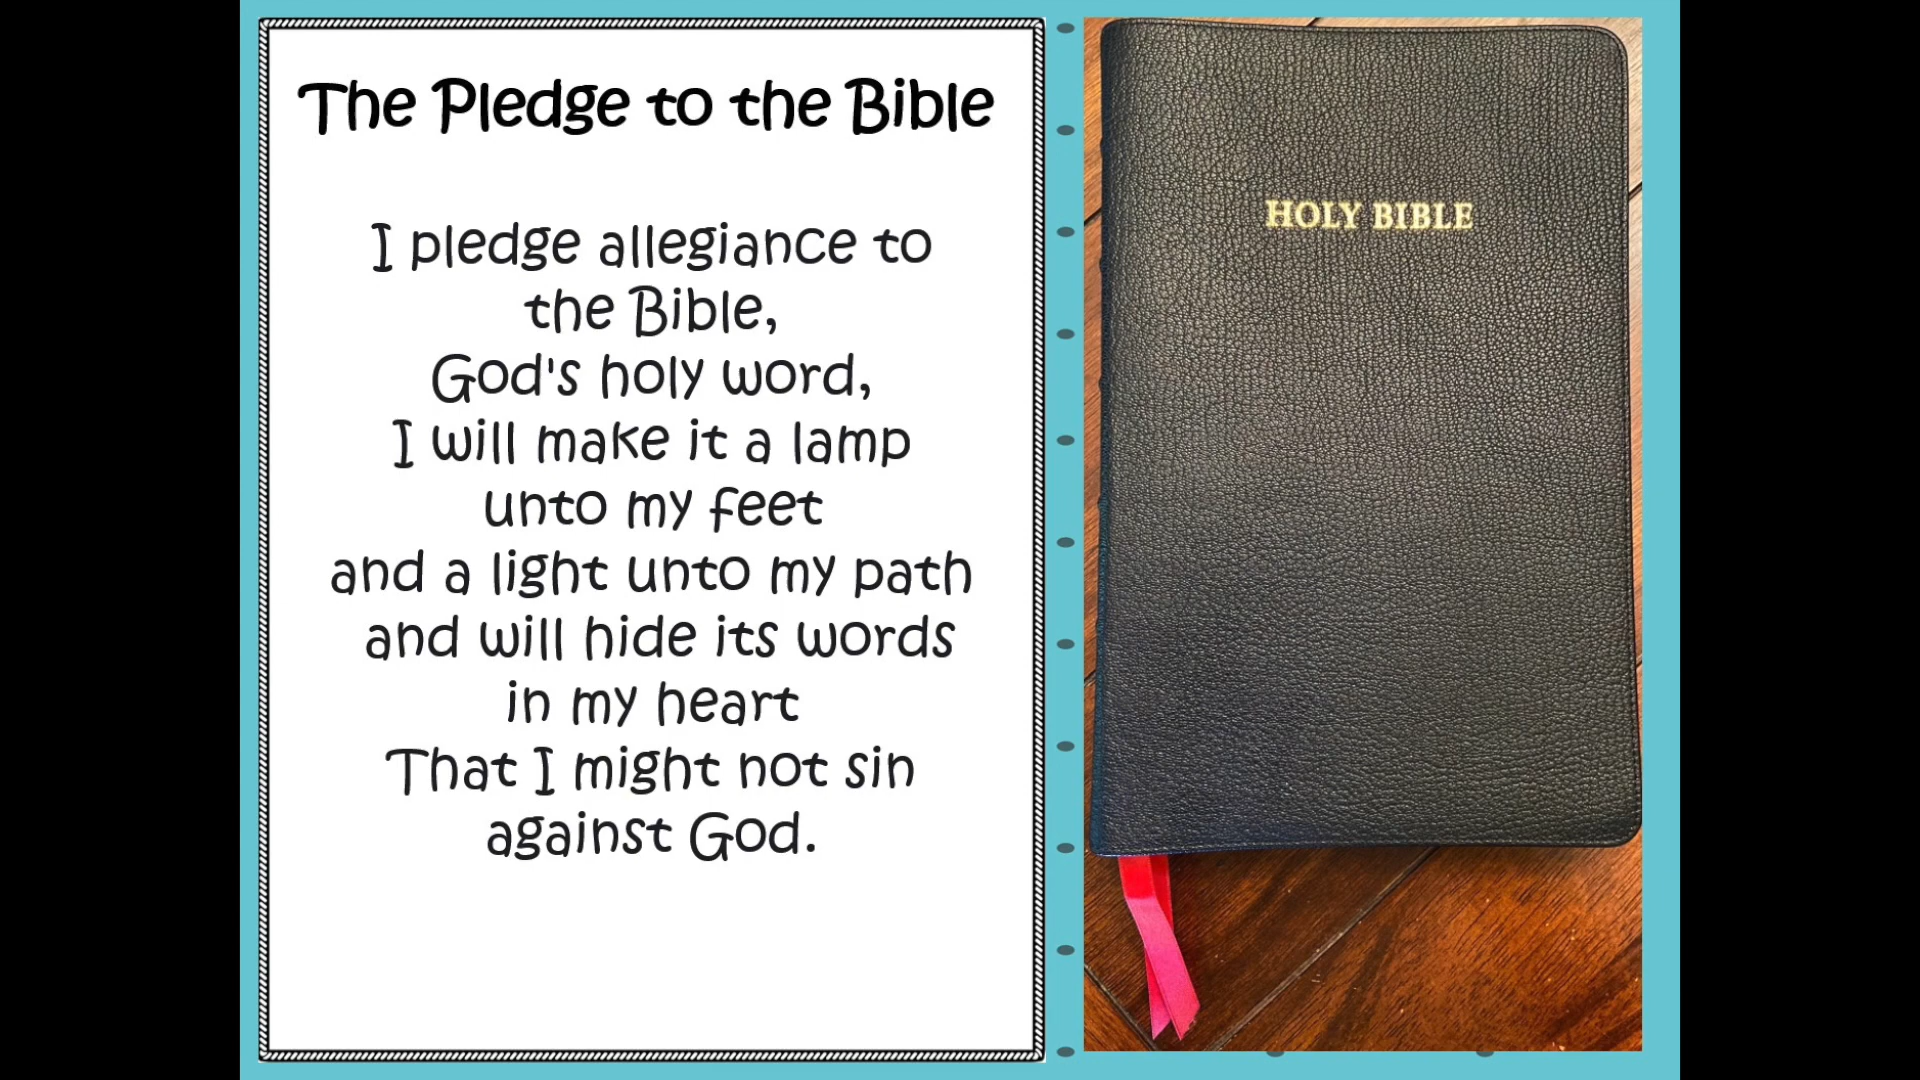 The Pledge to the Bible
I pledge allegiance to
the Bible,
God's holy word,
I will make it a lamp
unto my feet
and a light unto my path
and will hide its words
in my heart
That I might not sin
against God.
HOLY BIBLE